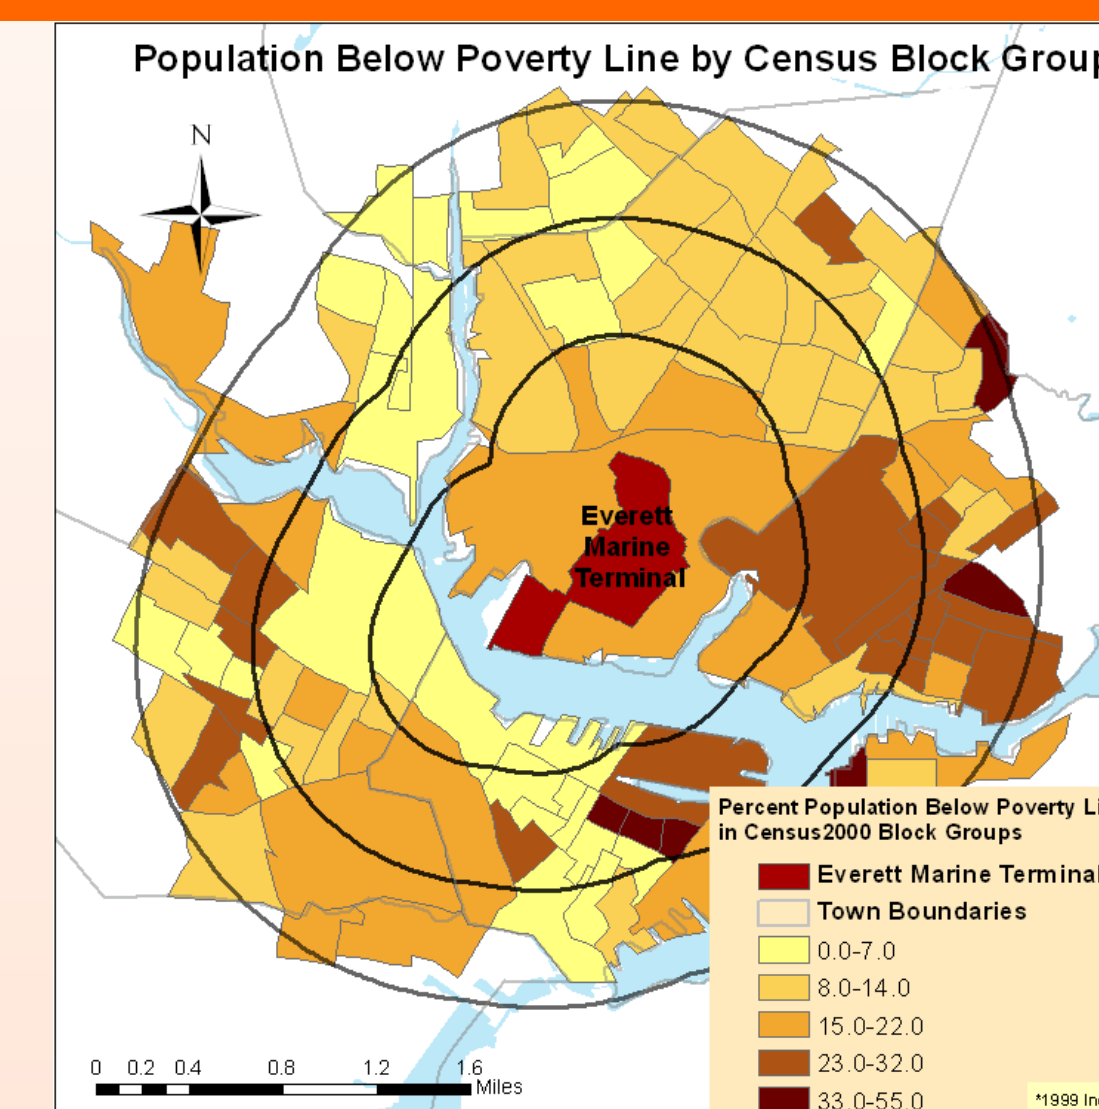 Population Below Poverty Line by Census Block Group
N
Everett
Marine
Terminal
Percent Population Below Poverty Li
in Census2000 Block Groups
Everett Marine Terminal
Town Boundaries
0.0-7.0
8.0-14.0
15.0-22.0
23.0-32.0
33.0-55.0
0 0.2 0.4 0.8 1.2 1.6
Miles
*1999 In